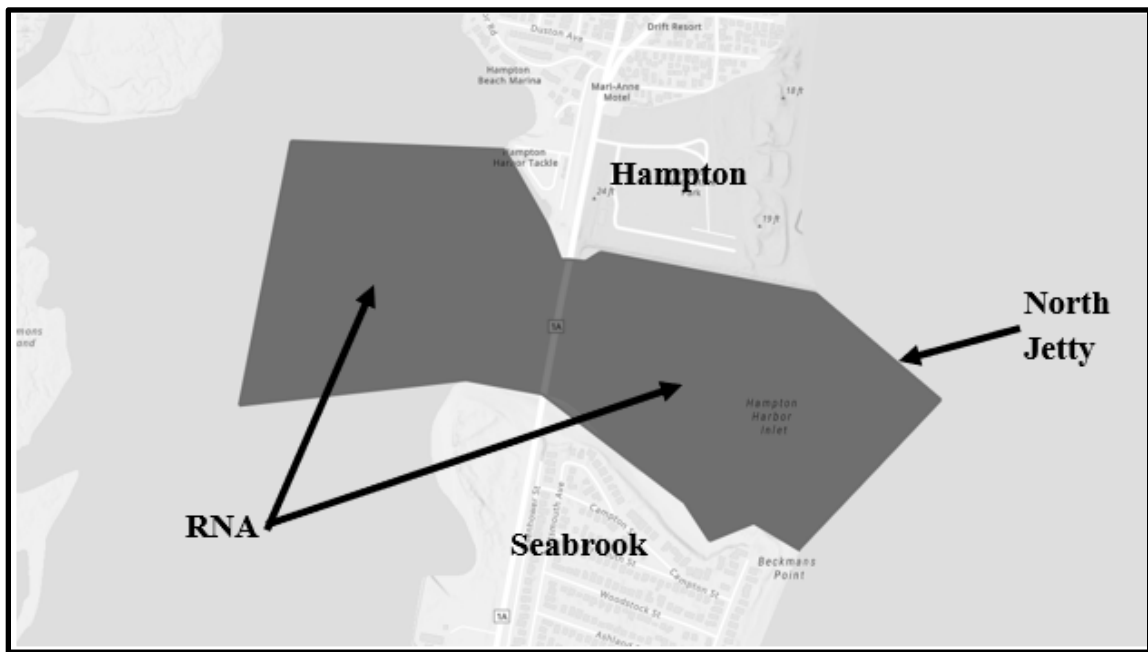 Drift Resort
Duston Ave
Hampton
Beach Marina
Mari-Anne
Motel
18 ft
Hampton
Harbor Tackle
Hampton
Park
24 ft
19 ft
North
Jetty
1A
Hampton
Harbor
Inlet
RNA
Seabrook
Campton St
Campton St
Beckmans
Point
Woodstock St
1A
Ashland